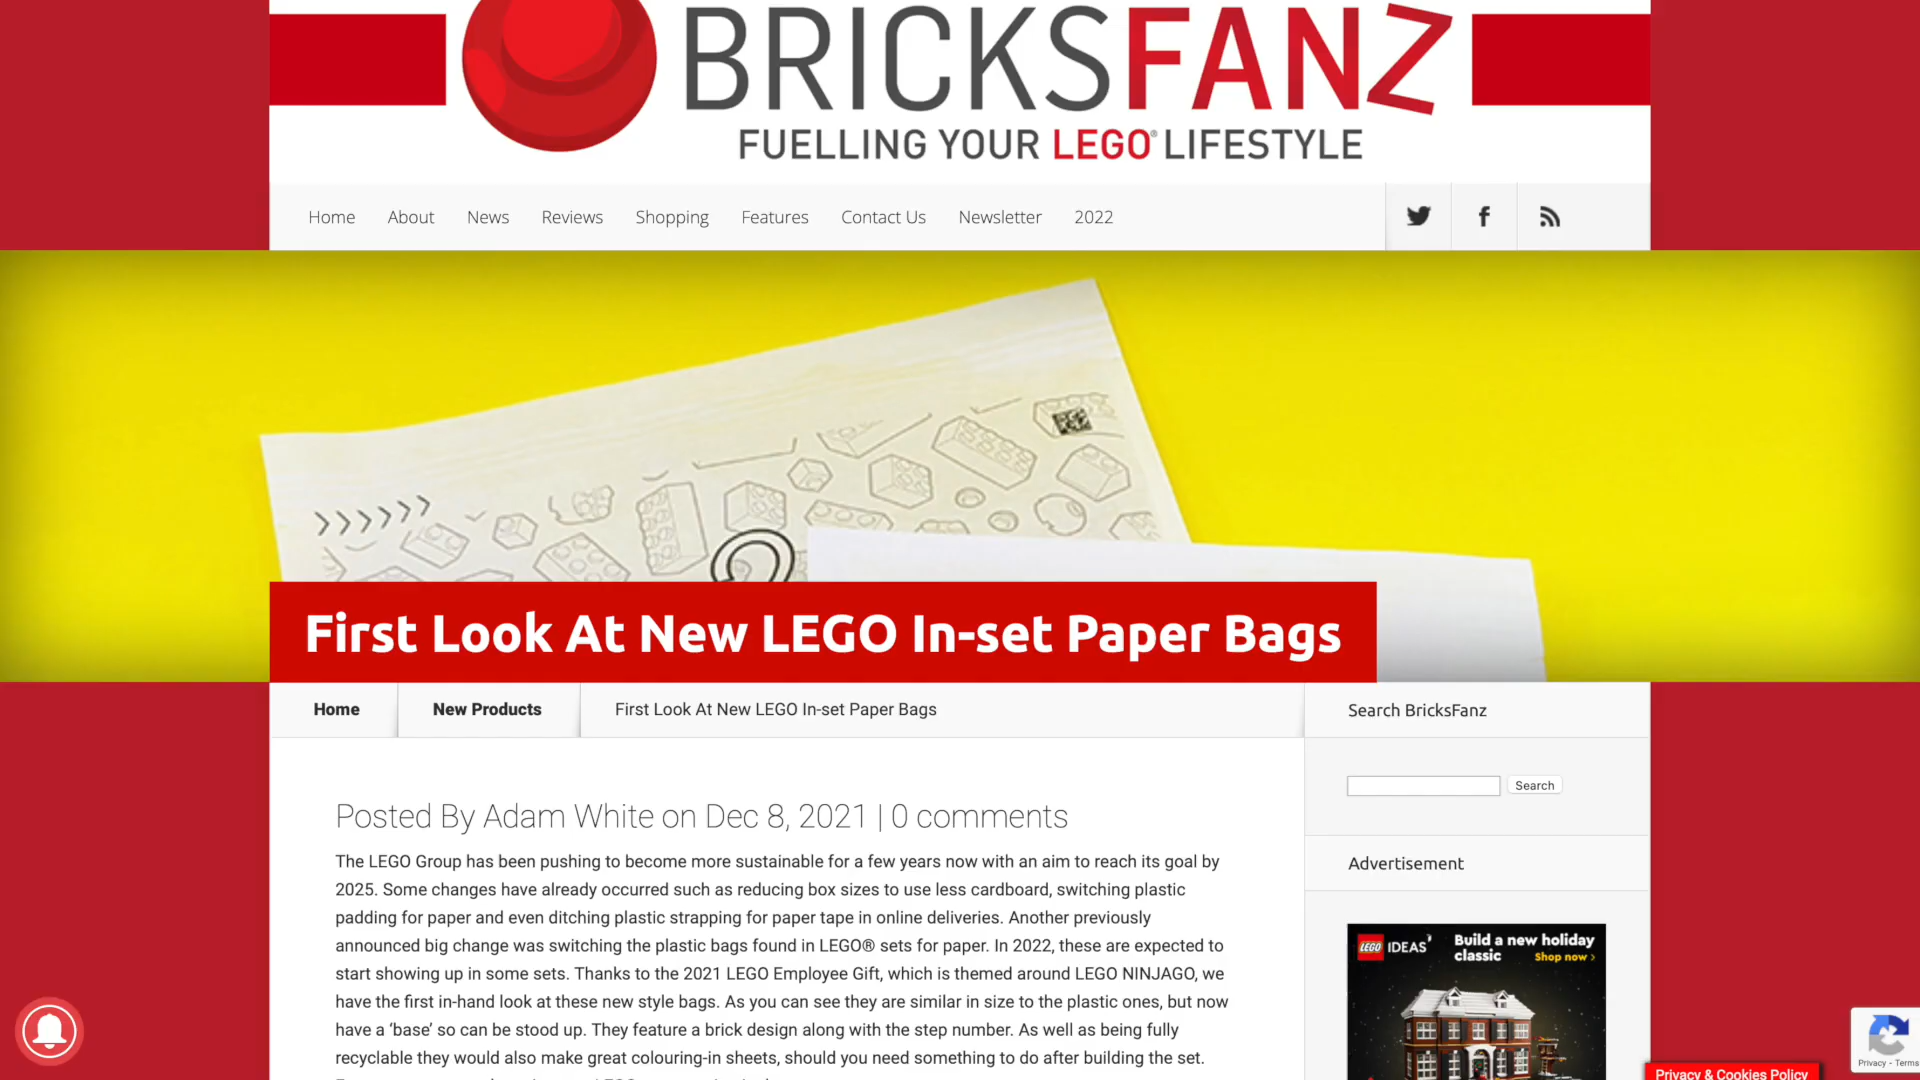 BRICKSFANZ
FUELLING YOUR LEGO® LIFESTYLE
Home About News Reviews Shopping Features Contact Us Newsletter 2022
>>>>>>
2
First Look At New LEGO In-set Paper Bags
Home New Products First Look At New LEGO In-set Paper Bags
Search BricksFanz
Search
Posted By Adam White on Dec 8, 2021 | 0 comments
The LEGO Group has been pushing to become more sustainable for a few years now with an aim to reach its goal by
2025. Some changes have already occurred such as reducing box sizes to use less cardboard, switching plastic
padding for paper and even ditching plastic strapping for paper tape in online deliveries. Another previously
announced big change was switching the plastic bags found in LEGO® sets for paper. In 2022, these are expected to
start showing up in some sets. Thanks to the 2021 LEGO Employee Gift, which is themed around LEGO NINJAGO, we
have the first in-hand look at these new style bags. As you can see they are similar in size to the plastic ones, but now
have a ‘base’ so can be stood up. They feature a brick design along with the step number. As well as being fully
recyclable they would also make great colouring-in sheets, should you need something to do after building the set.
Advertisement
LEGO IDEAS
Build a new holiday
classic
Shop now >
Privacy - Terms
Privacy & Cookies Policy